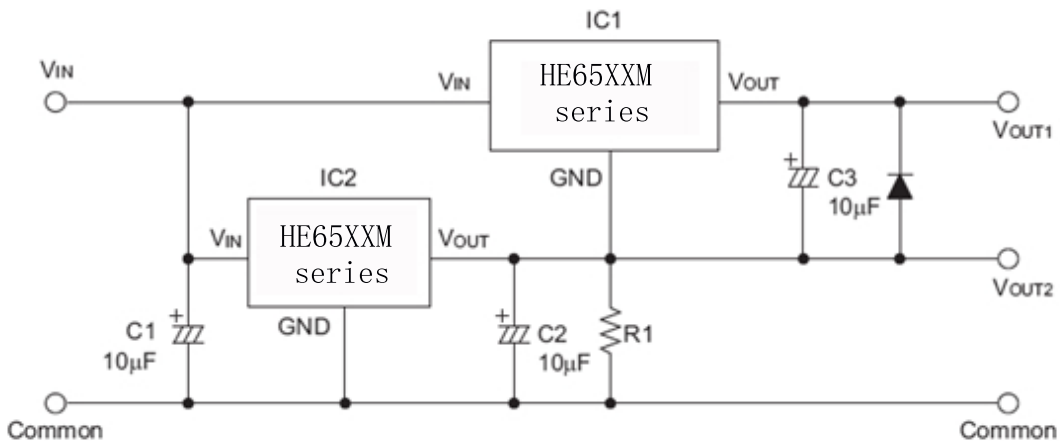 IC1
VIN
VIN
HE65XXM
series
VOUT
VOUT1
GND
C3
10μF
+
IC2
VIN
HE65XXM
series
VOUT
VOUT2
GND
+
C1
10μF
+
C2
10μF
R1
Common
Common